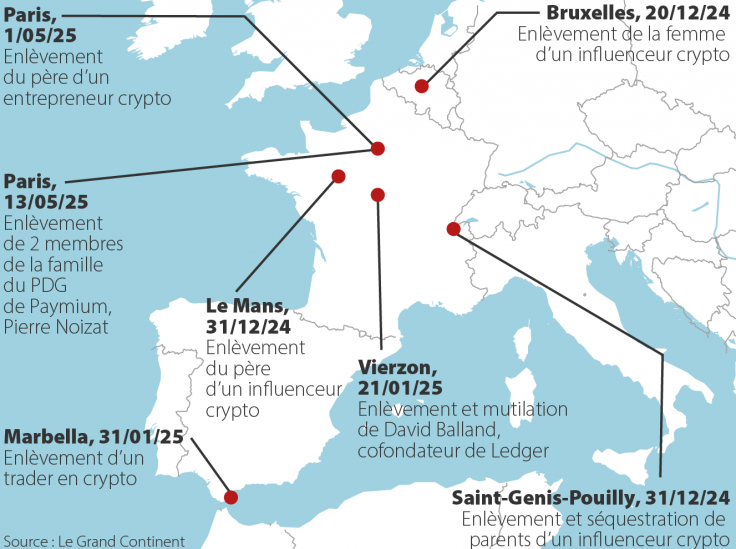 Paris,
1/05/25
Enlèvement
du père d'un
entrepreneur crypto
Bruxelles, 20/12/24
Enlèvement de la femme
d'un influenceur crypto
Paris,
13/05/25
Enlèvement
de 2 membres
de la famille
du PDG
de Paymium,
Pierre Noizat
Le Mans,
31/12/24
Enlèvement
du père
d'un influenceur
crypto
Vierzon,
21/01/25
Enlèvement et mutilation
de David Balland,
cofondateur de Ledger
Marbella, 31/01/25
Enlèvement d'un
trader en crypto
Saint-Genis-Pouilly, 31/12/24
Enlèvement et séquestration de
parents d'un influenceur crypto
Source : Le Grand Continent